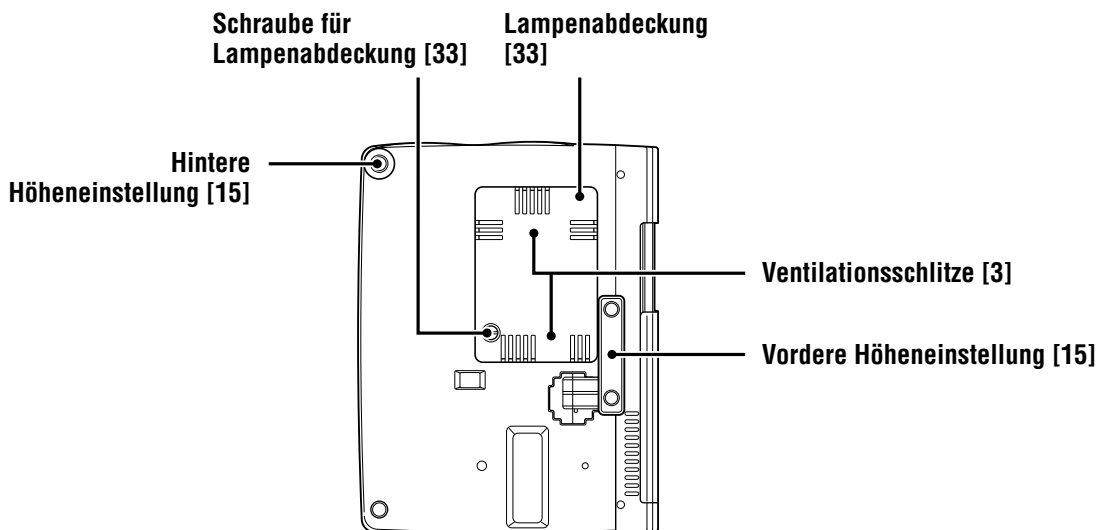 Schraube für
Lampenabdeckung [33]
Lampenabdeckung
[33]
Hintere
Höheneinstellung [15]
Ventilationsschlitze [3]
Vordere Höheneinstellung [15]